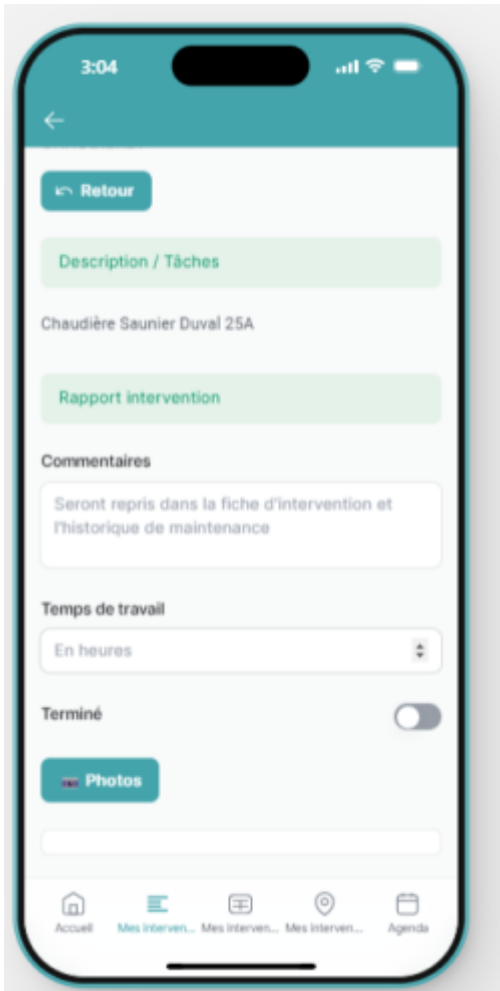 3:04
Retour
Description / Tâches
Chaudière Saunier Duval 25A
Rapport intervention
Commentaires
Seront repris dans la fiche d'intervention et
l'historique de maintenance
Temps de travail
En heures
Terminé
Photos
Accueil Mes interven... Mes interven... Mes interven... Agenda